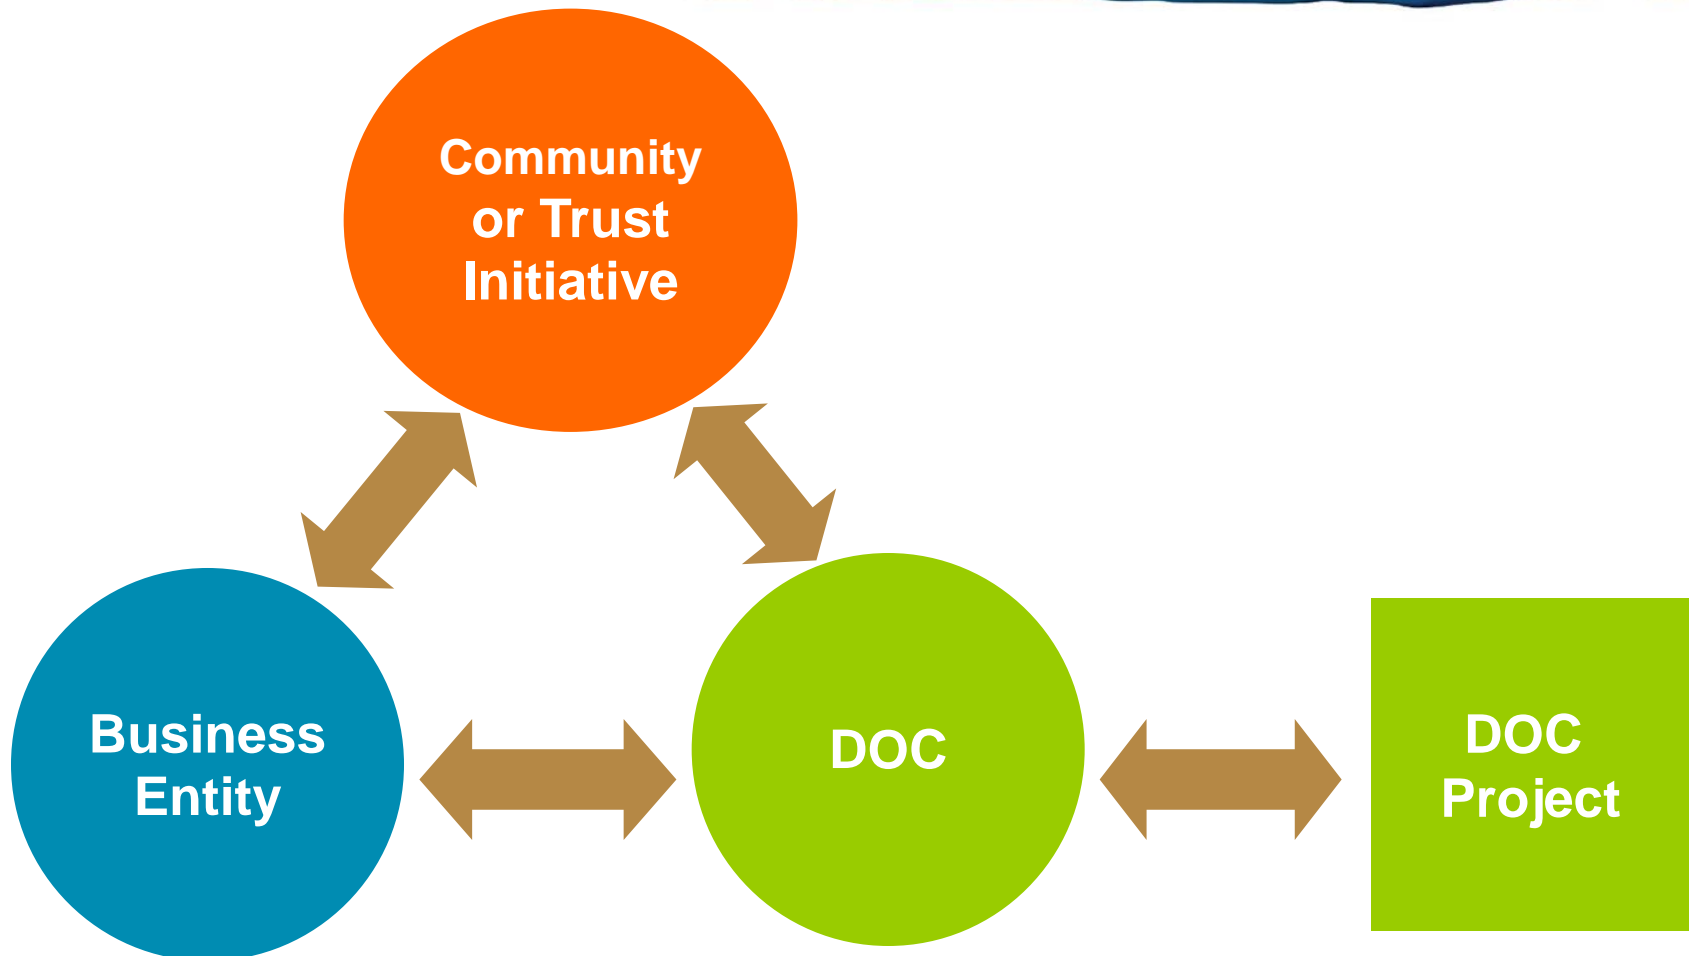 Community
or Trust
Initiative
Business
Entity
DOC
DOC
Project